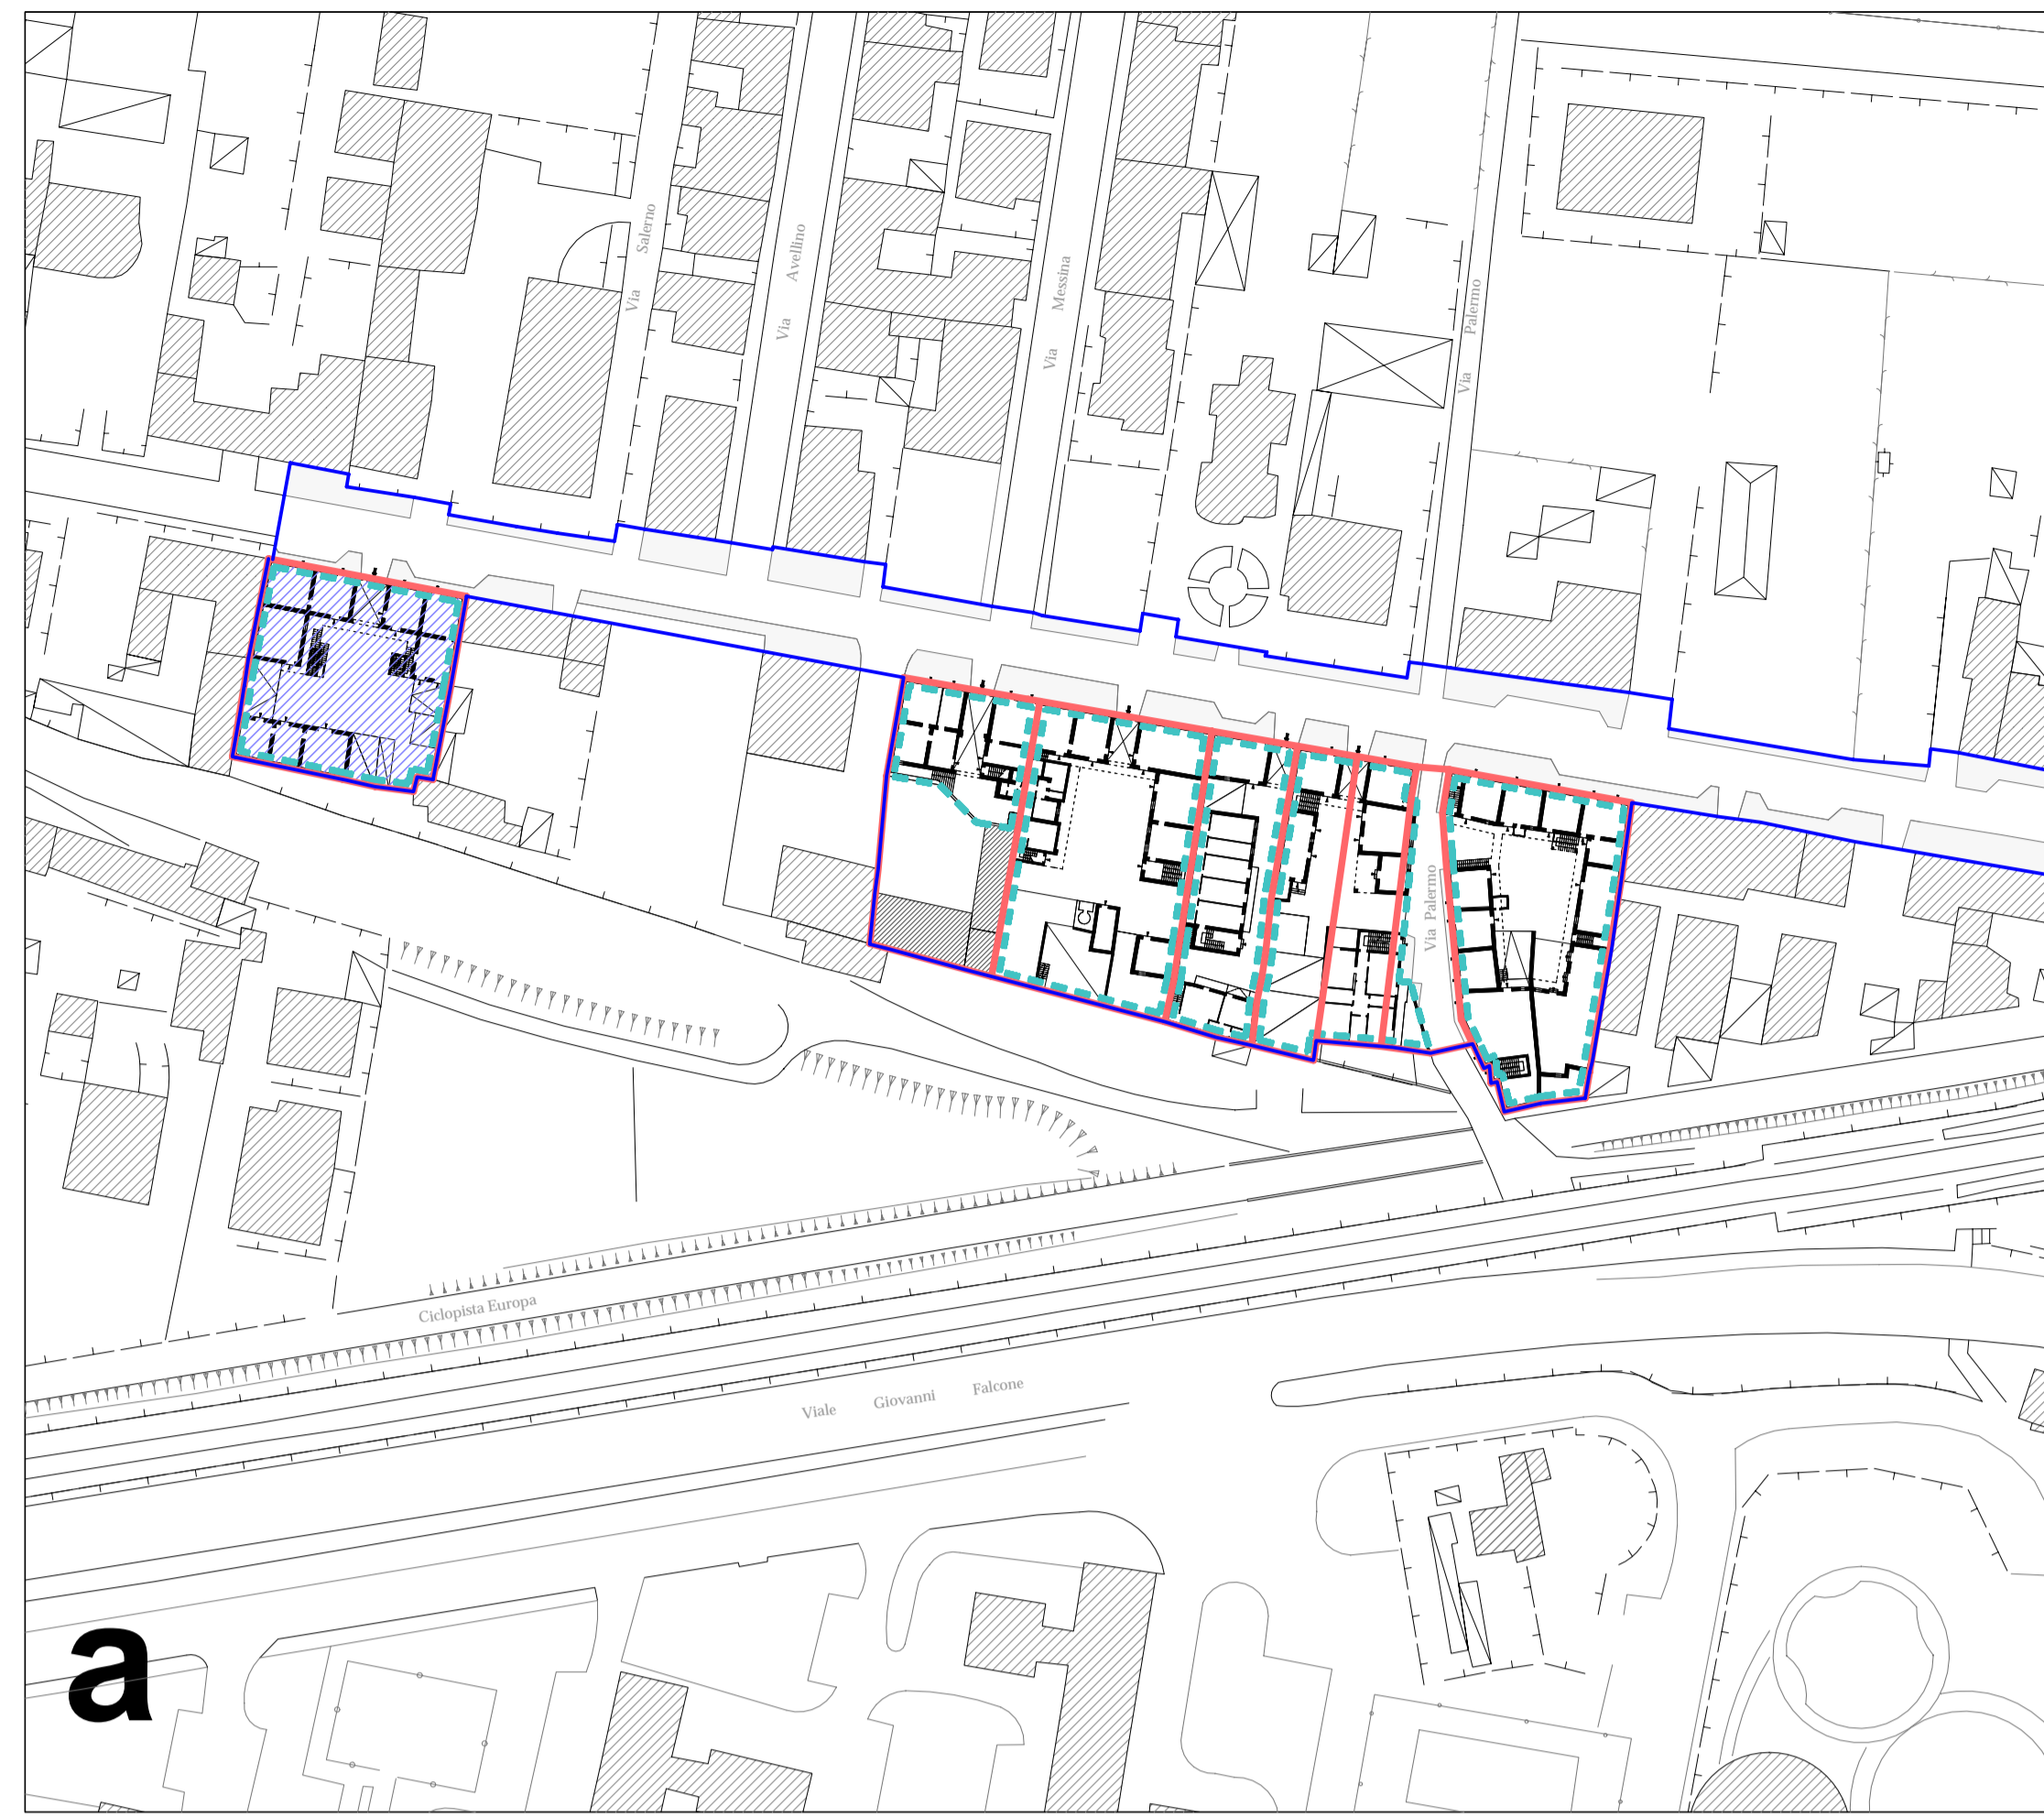 Via Salerno
Via Avellino
Via Messina
Via Palermo
Via Palermo
Ciclopista Europa
Viale Giovanni Falcone
a